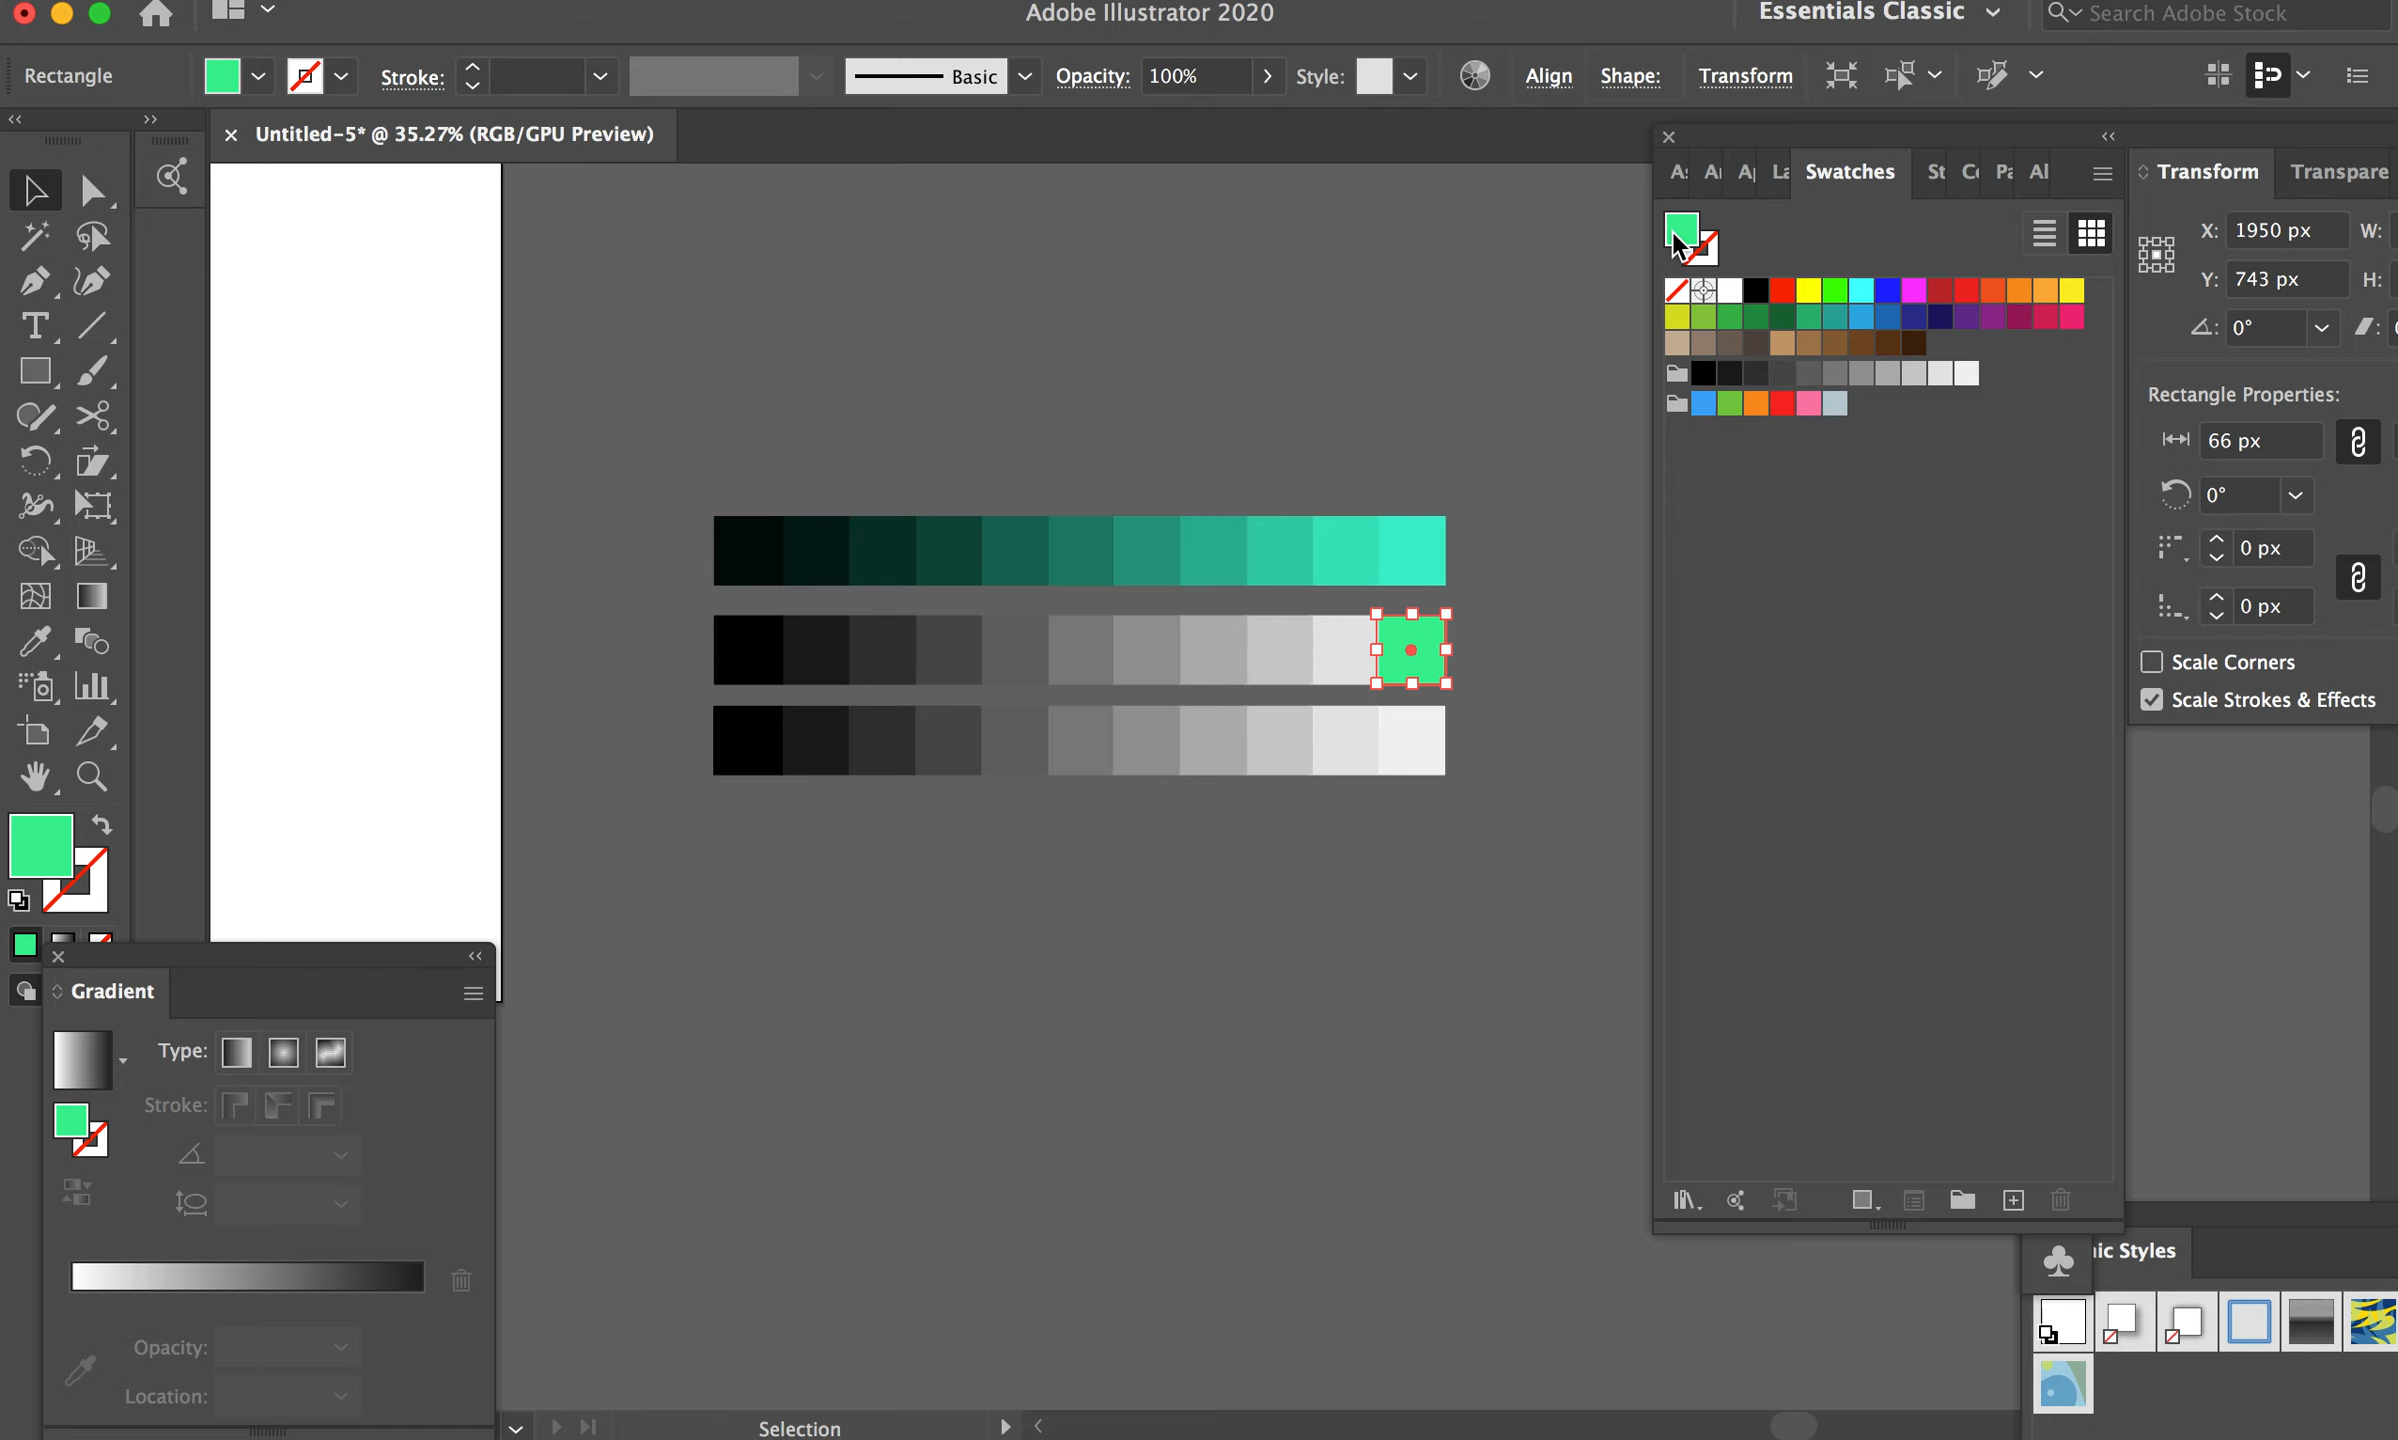 Adobe Illustrator 2020
Essentials Classic
Search Adobe Stock
Rectangle
Stroke:
Basic
Opacity: 100%
Style:
Align
Shape:
Transform
Untitled-5* @ 35.27% (RGB/GPU Preview)
Swatches
St
Transform
Transpare
X: 1950 px W:
Y: 743 px H:
0°
Rectangle Properties:
66 px
0°
0 px
0 px
Scale Corners
Scale Strokes & Effects
Gradient
Type:
Stroke:
Opacity:
Location:
Selection
ic Styles